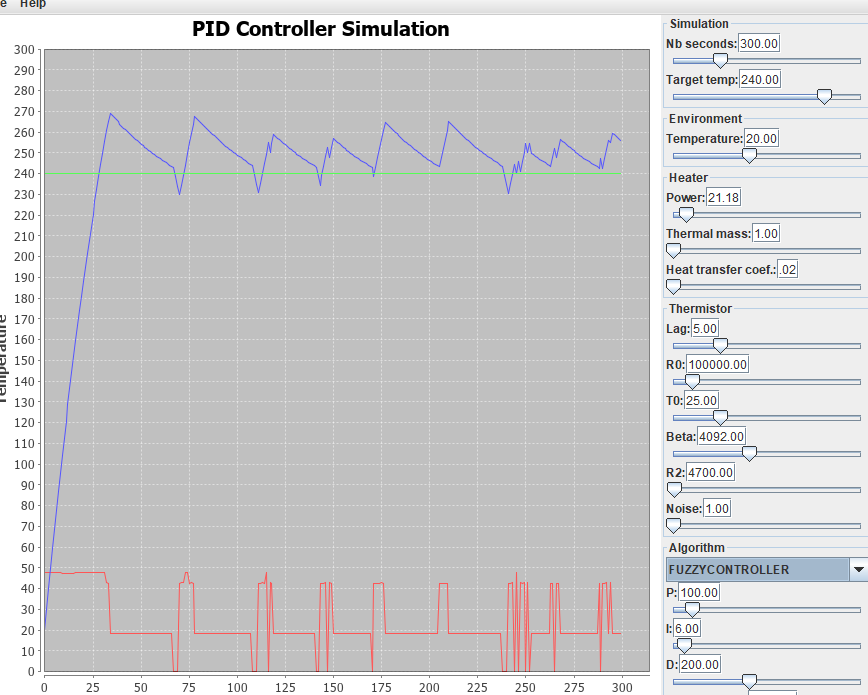 e Help
PID Controller Simulation
300
290
280
270
260
250
240
230
220
210
200
190
180
170
160
150
140
130
120
110
100
90
80
70
60
50
40
30
20
10
0
0 25 50 75 100 125 150 175 200 225 250 275 300
Temperature
Simulation
Nb seconds: 300.00
Target temp: 240.00
Environment
Temperature: 20.00
Heater
Power: 21.18
Thermal mass: 1.00
Heat transfer coef.: .02
Thermistor
Lag: 5.00
R0: 100000.00
T0: 25.00
Beta: 4092.00
R2: 4700.00
Noise: 1.00
Algorithm
FUZZYCONTROLLER
P: 100.00
I: 6.00
D: 200.00